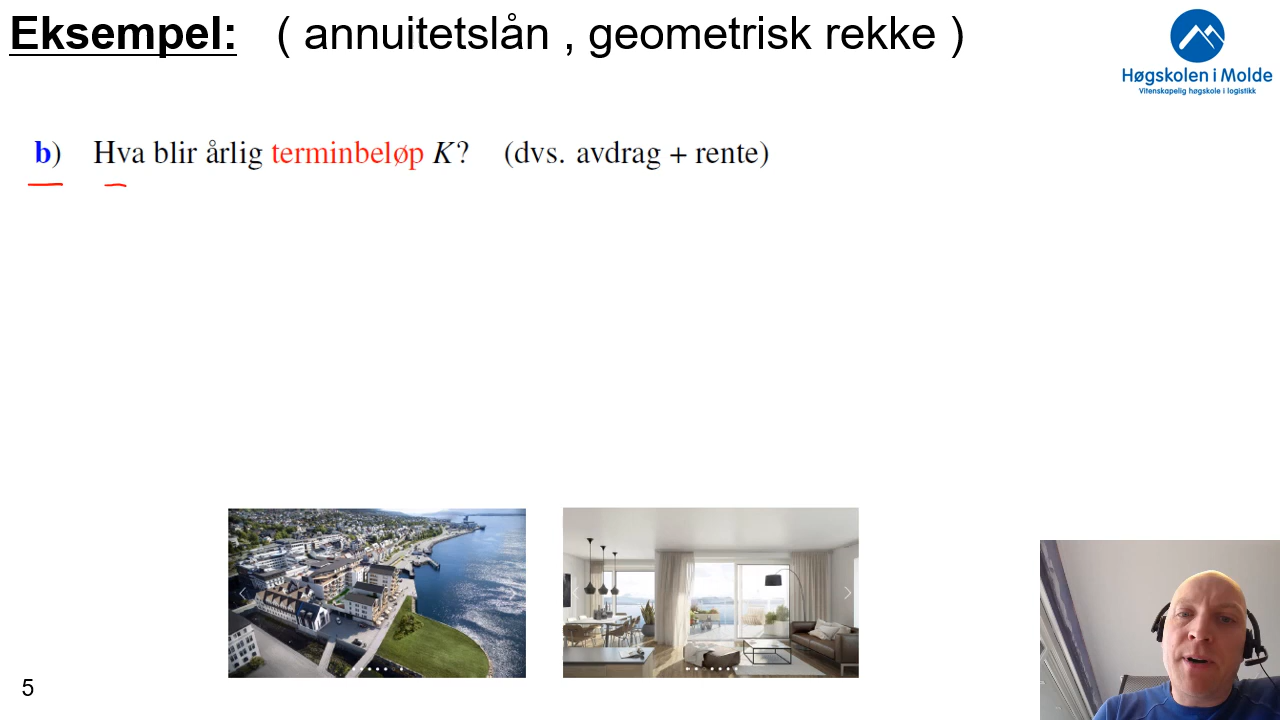 Eksempel: ( annuitetslån , geometrisk rekke )
Høgskolen i Molde
Vitenskapelig høgskole i logistikk
b) Hva blir årlig terminbeløp K? (dvs. avdrag + rente)
5